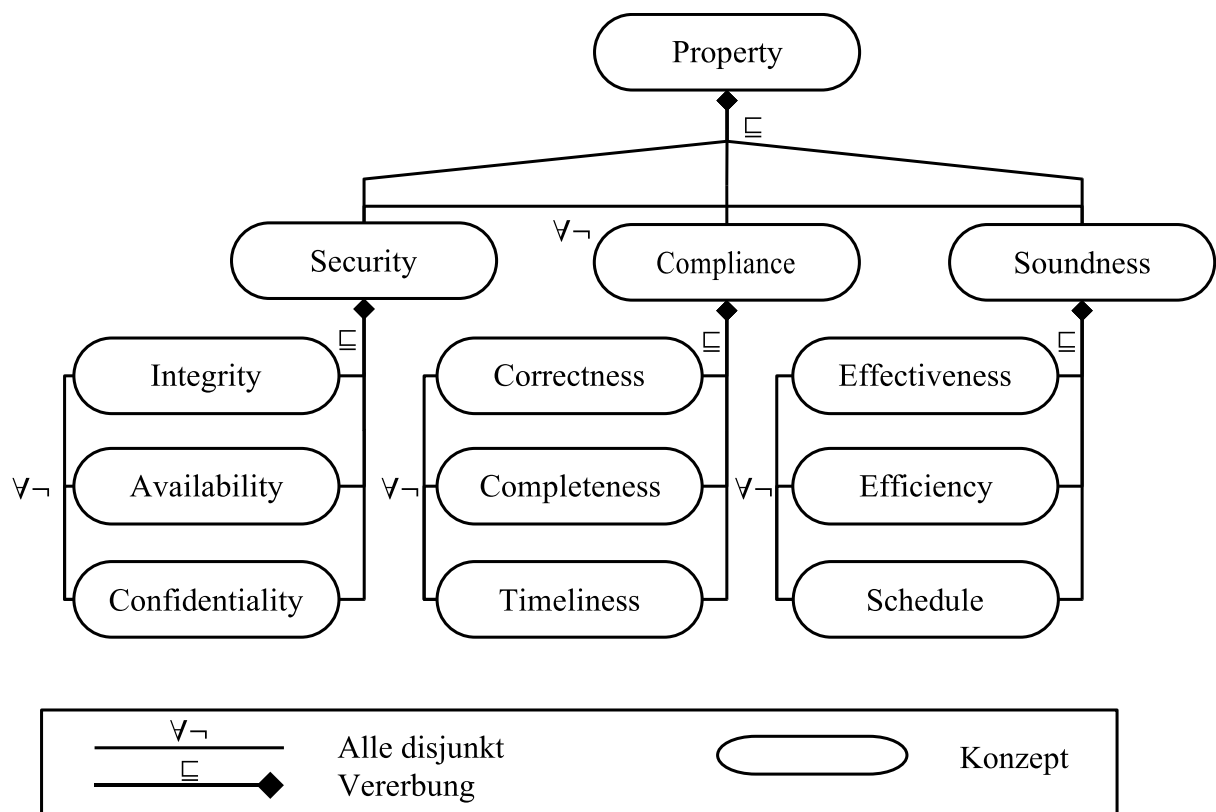 Property
⊑
∀¬
Security
Compliance
Soundness
⊑
⊑
⊑
Integrity
Correctness
Effectiveness
∀¬
Availability
∀¬
Completeness
∀¬
Efficiency
Confidentiality
Timeliness
Schedule
∀¬
Alle disjunkt
⊑
Vererbung
Konzept